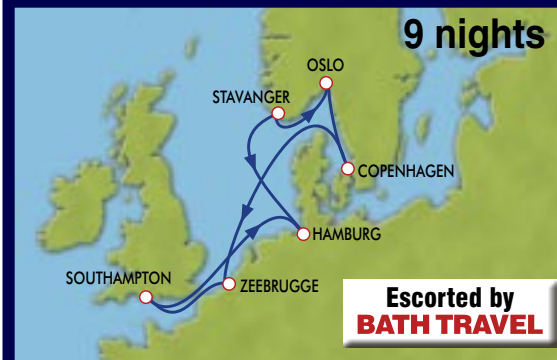 9 nights
OSLO
STAVANGER
COPENHAGEN
HAMBURG
SOUTHAMPTON
ZEEBRUGGE
Escorted by
BATH TRAVEL